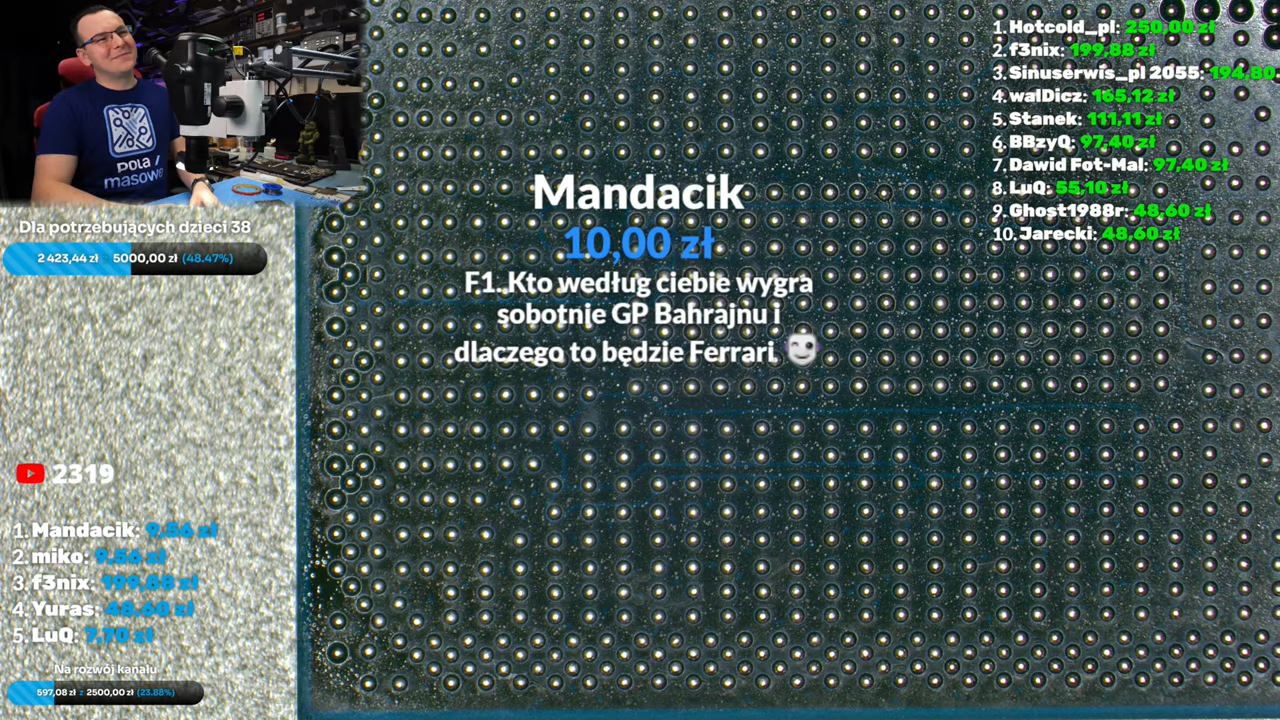 pola /
masowe
Dla potrzebujących dzieci 38
2 423,44 zł z 5000,00 zł (48.47%)
Mandacik
10,00 zł
F.1. Kto według ciebie wygra
sobotnie GP Bahrajnu i
dlaczego to będzie Ferrari.
1. Hotcold_pl: 250,00 zł
2. f3nix: 199,88 zł
3. Sinuserwis_pl 2055: 194,80
4. walDicz: 165,12 zł
5. Stanek: 111,11 zł
6. BBzyQ: 97,40 zł
7. Dawid Fot-Mal: 97,40 zł
8. LuQ: 55,10 zł
9. Ghost1988r: 48,60 zł
10. Jarecki: 48,60 zł
2319
1. Mandacik: 9,56 zł
2. miko: 9,56 zł
3. f3nix: 199,88 zł
4. Yuras: 48,60 zł
5. LuQ: 7,70 zł
Na rozwój kanału
597,08 zł z 2500,00 zł (23.88%)